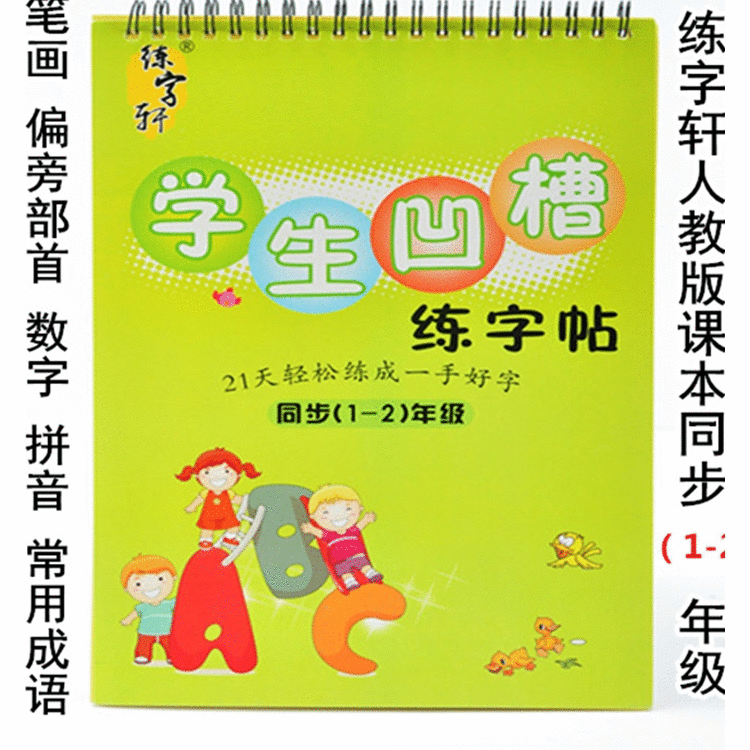 笔画 偏旁部首 数字 拼音 常用成语
练字轩®
学生凹槽
练字帖
21天轻松练成一手好字
同步(1-2)年级
ABC
练字轩人教版课本同步
(1-2
年级